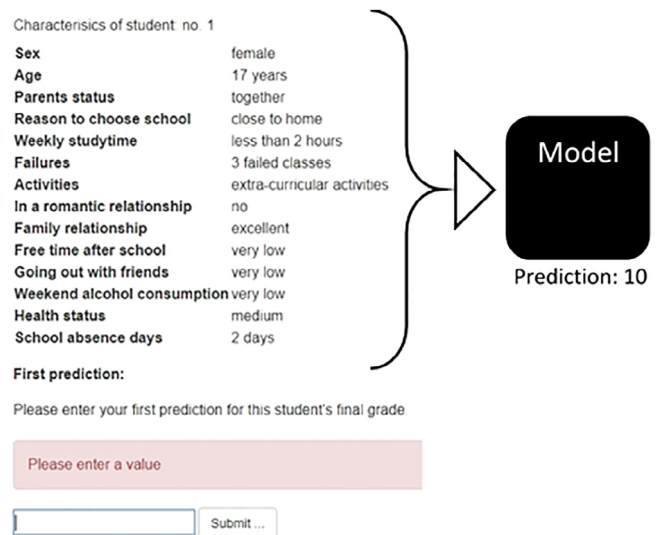 Characterisics of student: no. 1
Sex female
Age 17 years
Parents status together
Reason to choose school close to home
Weekly studytime less than 2 hours
Failures 3 failed classes
Activities extra-curricular activities
In a romantic relationship no
Family relationship excellent
Free time after school very low
Going out with friends very low
Weekend alcohol consumption very low
Health status medium
School absence days 2 days
First prediction:
Please enter your first prediction for this student's final grade
Please enter a value
Submit ...
Model
Prediction: 10